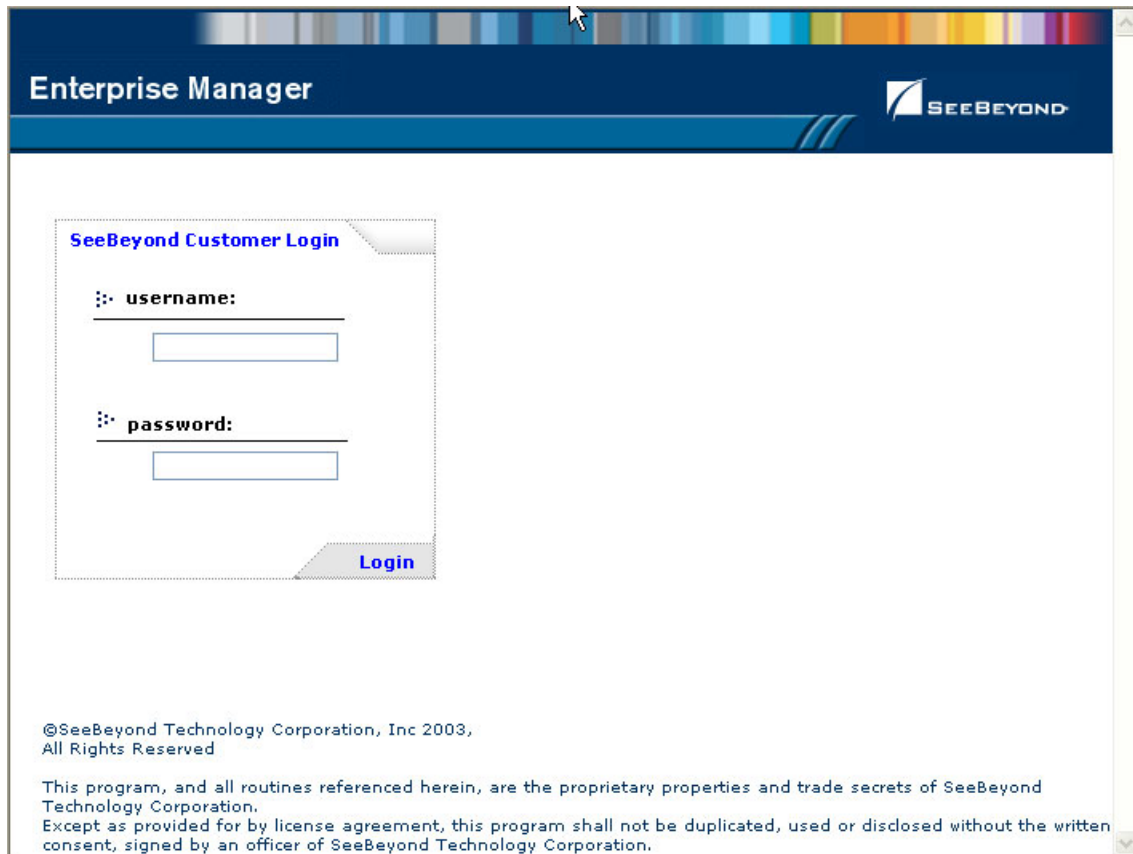 Enterprise Manager
SEEBEYOND
SeeBeyond Customer Login
username:
password:
Login
©SeeBeyond Technology Corporation, Inc 2003,
All Rights Reserved
This program, and all routines referenced herein, are the proprietary properties and trade secrets of SeeBeyond
Technology Corporation.
Except as provided for by license agreement, this program shall not be duplicated, used or disclosed without the written
consent, signed by an officer of SeeBeyond Technology Corporation.